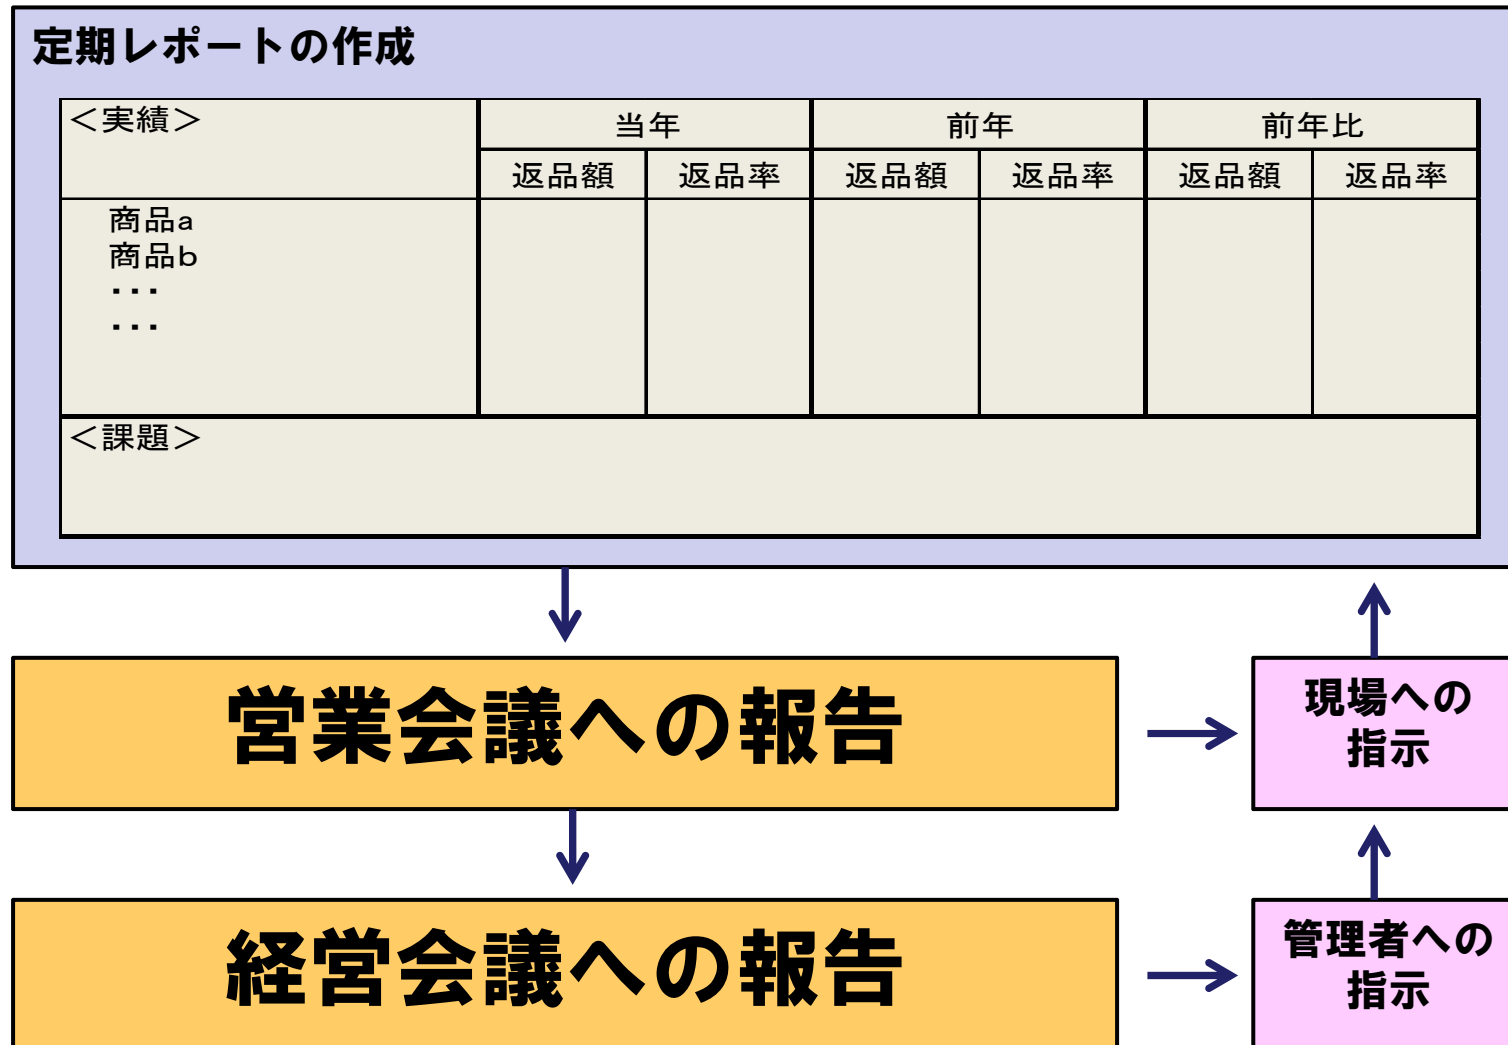 定期レポートの作成
＜実績＞
当年 前年 前年比
返品額 返品率 返品額 返品率 返品額 返品率
商品a
商品b
・・・
・・・
＜課題＞
営業会議への報告
現場への
指示
経営会議への報告
管理者への
指示